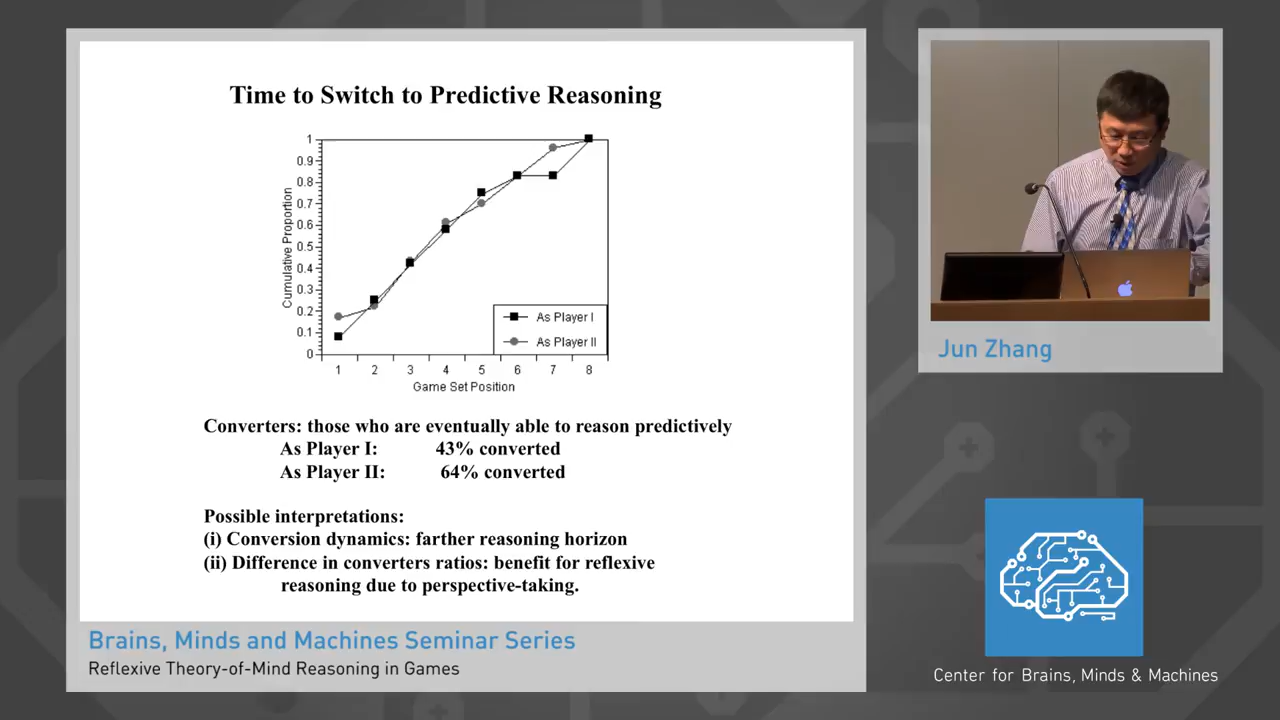 Time to Switch to Predictive Reasoning
1
0.9
0.8
0.7
0.6
0.5
0.4
0.3
0.2
0.1
0
Cumulative Proportion
As Player I
As Player II
1 2 3 4 5 6 7 8
Game Set Position
Converters: those who are eventually able to reason predictively
As Player I: 43% converted
As Player II: 64% converted
Possible interpretations:
(i) Conversion dynamics: farther reasoning horizon
(ii) Difference in converters ratios: benefit for reflexive
reasoning due to perspective-taking.
Brains, Minds and Machines Seminar Series
Reflexive Theory-of-Mind Reasoning in Games
Jun Zhang
Center for Brains, Minds & Machines